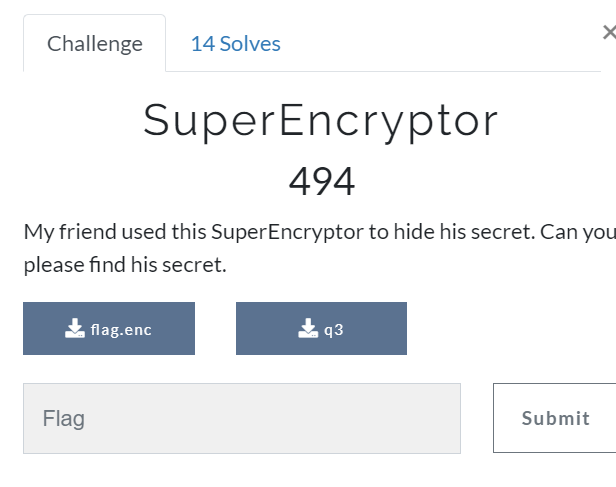 Challenge 14 Solves
×
SuperEncryptor
494
My friend used this SuperEncryptor to hide his secret. Can you
please find his secret.
flag.enc q3
Flag Submit